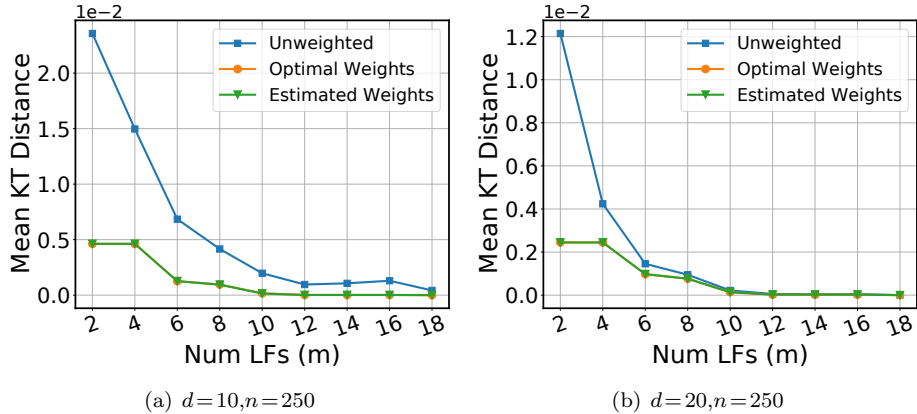 1e−2
Mean KT Distance
2.0
1.5
1.0
0.5
0.0
Unweighted
Optimal Weights
Estimated Weights
2 4 6 8 10 12 14 16 18
Num LFs (m)
(a) d=10,n=250
1e−2
Mean KT Distance
1.2
1.0
0.8
0.6
0.4
0.2
0.0
Unweighted
Optimal Weights
Estimated Weights
2 4 6 8 10 12 14 16 18
Num LFs (m)
(b) d=20,n=250